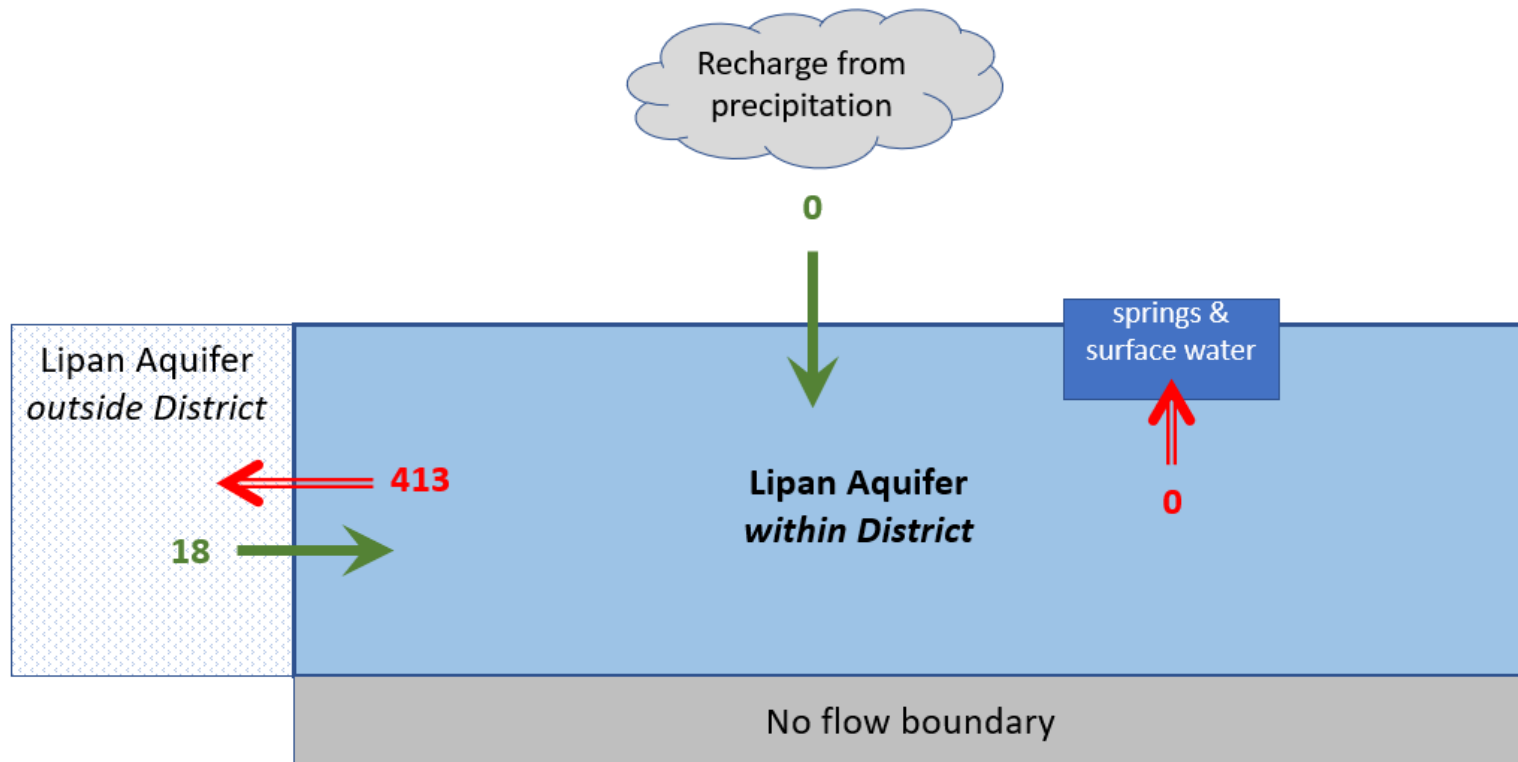 Recharge from
precipitation
0
springs &
surface water
Lipan Aquifer
outside District
413
18
Lipan Aquifer
within District
0
No flow boundary